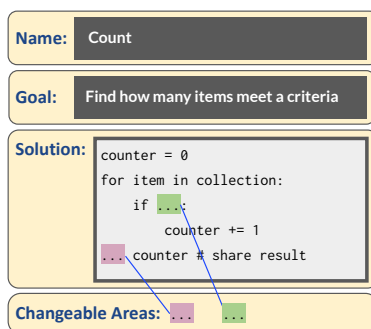 Name: Count
Goal: Find how many items meet a criteria
Solution:
counter = 0
for item in collection:
    if ...:
        counter += 1
... counter # share result
Changeable Areas: ... ...